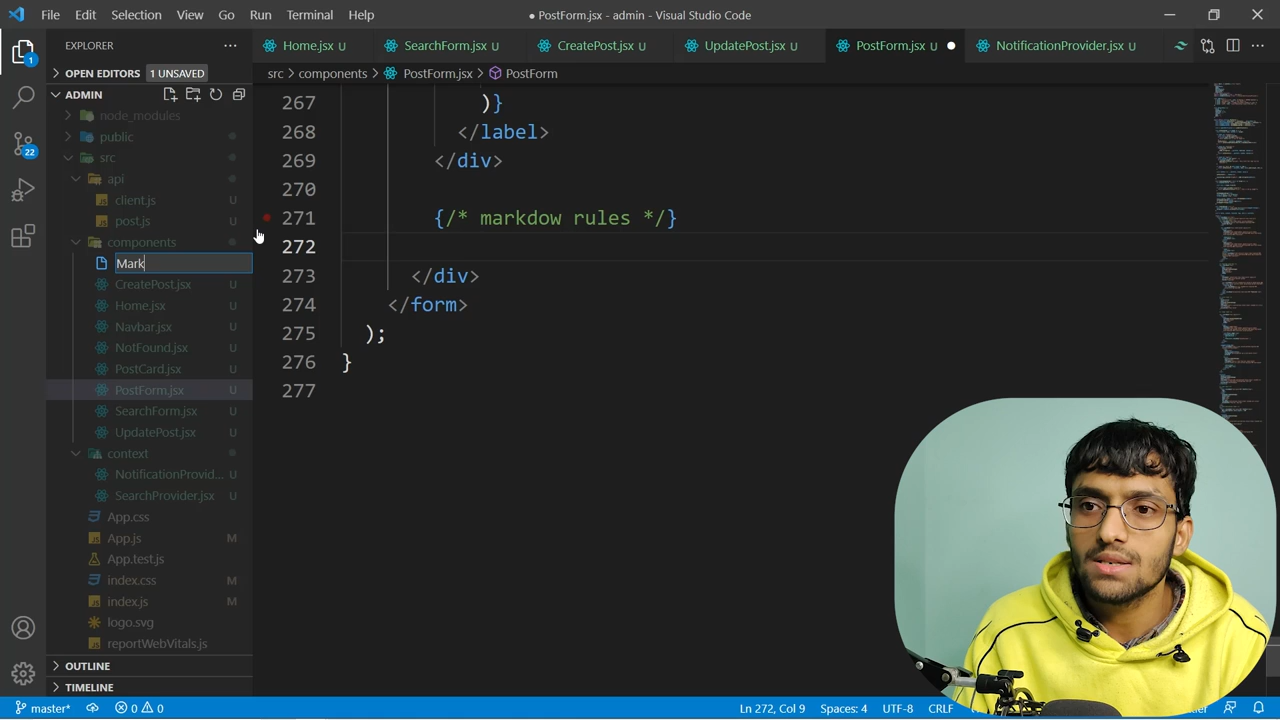 File Edit Selection View Go Run Terminal Help
● PostForm.jsx - admin - Visual Studio Code
EXPLORER
Home.jsx U
SearchForm.jsx U
CreatePost.jsx U
UpdatePost.jsx U
PostForm.jsx U
NotificationProvider.jsx U
OPEN EDITORS 1 UNSAVED
src > components > PostForm.jsx > PostForm
ADMIN
node_modules
public
src
api
client.js U
post.js U
components
Mark
CreatePost.jsx U
Home.jsx U
Navbar.jsx U
NotFound.jsx U
PostCard.jsx U
PostForm.jsx U
SearchForm.jsx U
UpdatePost.jsx U
context
NotificationProvid... U
SearchProvider.jsx U
App.css
App.js M
App.test.js
index.css M
index.js M
logo.svg
reportWebVitals.js
OUTLINE
TIMELINE
1
22
267 )}
268 </label>
269 </div>
270
271 {/* markdow rules */}
272
273 </div>
274 </form>
275 );
276 }
277
master* 0 0
Ln 272, Col 9 Spaces: 4 UTF-8 CRLF